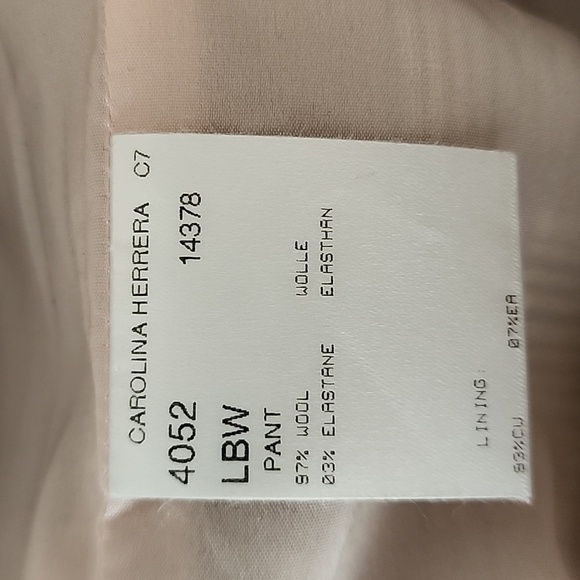 CAROLINA HERRERA C7
4052 14378
LBW
PANT
97% WOOL WOLLE
03% ELASTANE ELASTHAN
LINING:
93%CU 07%EA